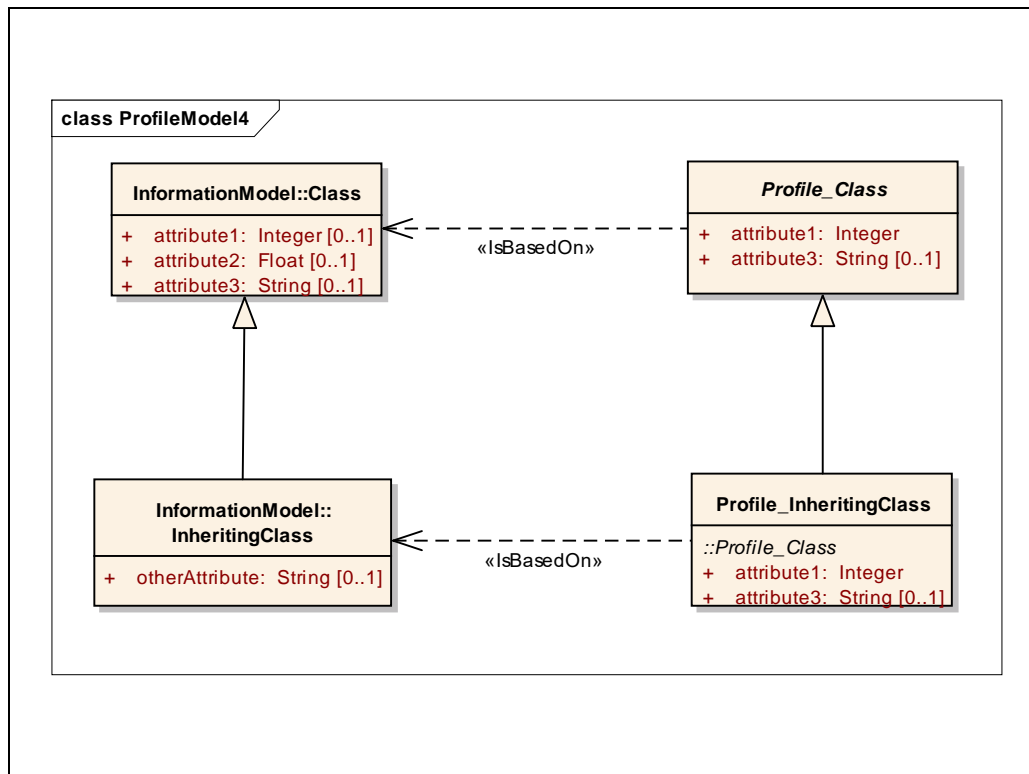 class ProfileModel4
InformationModel::Class
+ attribute1: Integer [0..1]
+ attribute2: Float [0..1]
+ attribute3: String [0..1]
«IsBasedOn»
Profile_Class
+ attribute1: Integer
+ attribute3: String [0..1]
InformationModel::
InheritingClass
+ otherAttribute: String [0..1]
«IsBasedOn»
Profile_InheritingClass
::Profile_Class
+ attribute1: Integer
+ attribute3: String [0..1]